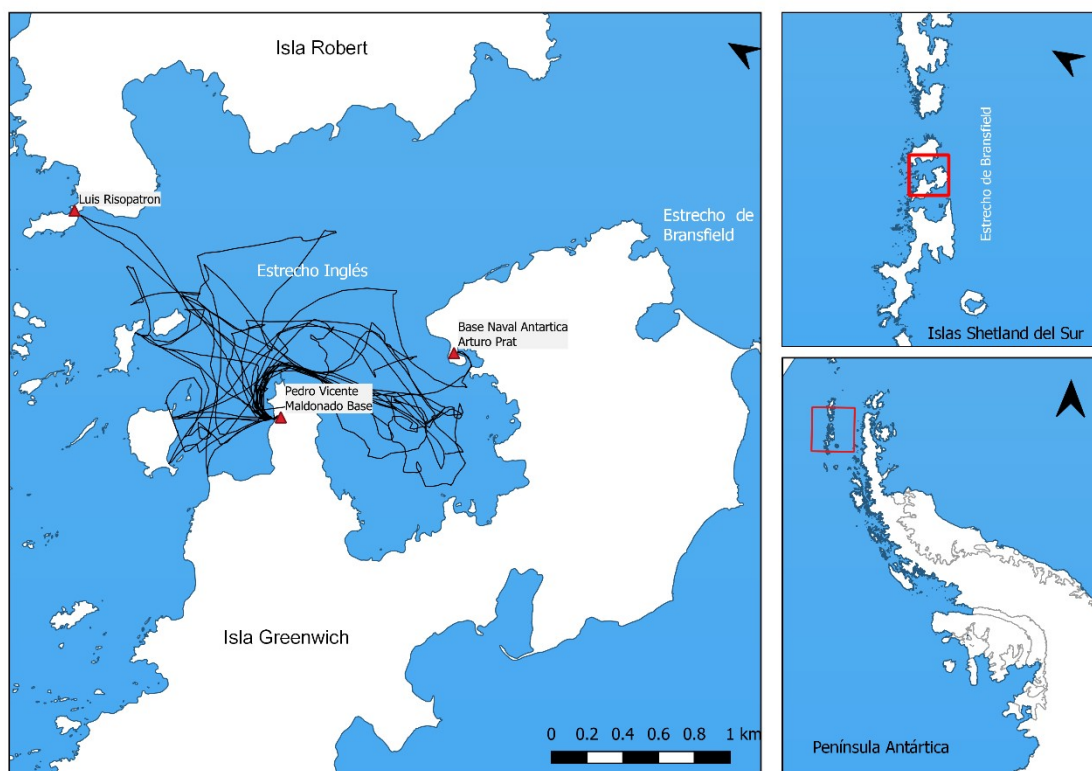 Isla Robert
Luis Risopatron
Estrecho de
Bransfield
Estrecho Inglés
Base Naval Antartica
Arturo Prat
Pedro Vicente
Maldonado Base
Isla Greenwich
0 0.2 0.4 0.6 0.8 1 km
Estrecho de Bransfield
Islas Shetland del Sur
Península Antártica